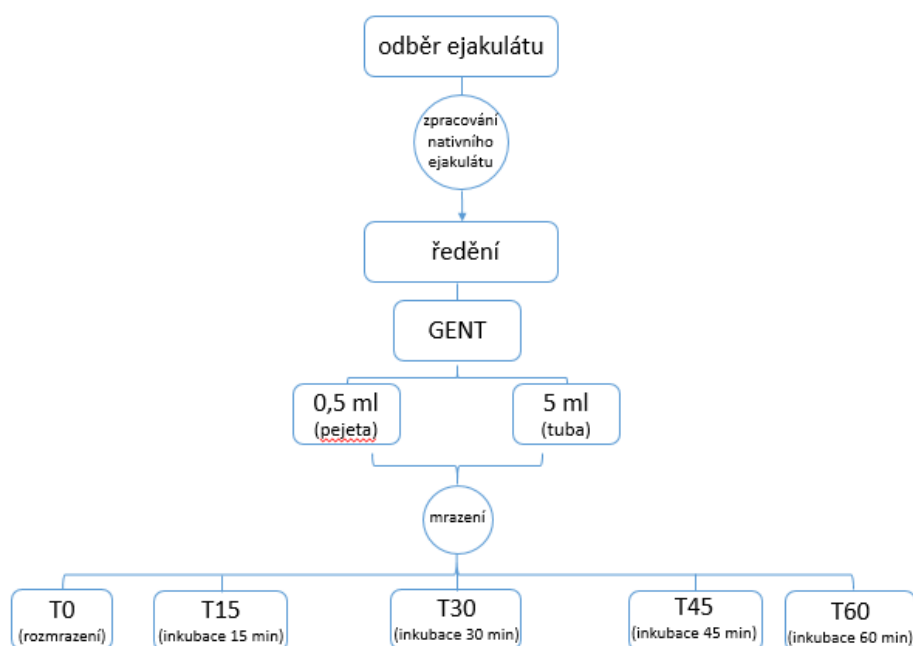 odběr ejakulátu
zpracování
nativního
ejakulátu
ředění
GENT
0,5 ml
(pejeta)
5 ml
(tuba)
mrazení
T0
(rozmrazení)
T15
(inkubace 15 min)
T30
(inkubace 30 min)
T45
(inkubace 45 min)
T60
(inkubace 60 min)